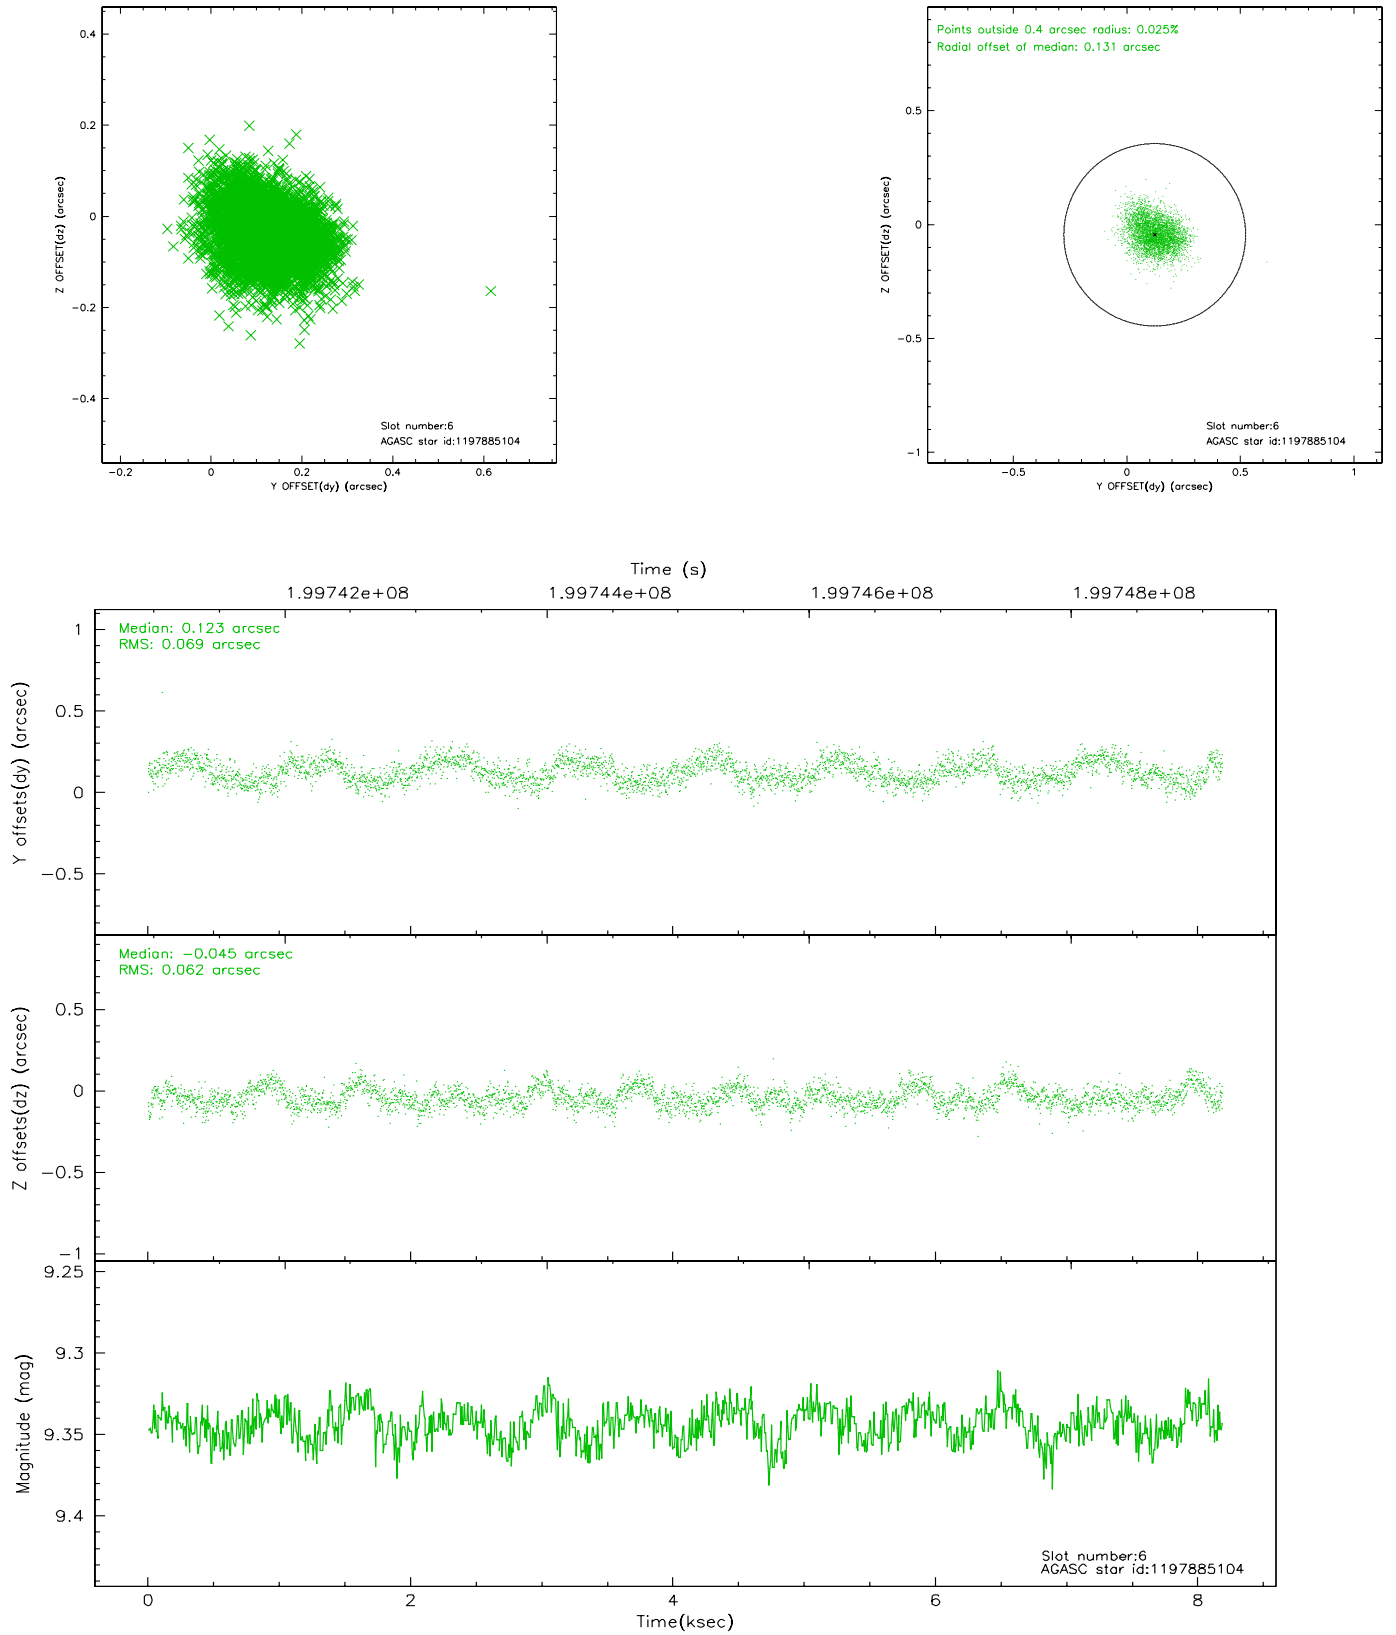 0.4
0.2
0
−0.2
−0.4
Z OFFSET(dz) (arcsec)
−0.2 0 0.2 0.4 0.6
Y OFFSET(dy) (arcsec)
Slot number:6
AGASC star id:1197885104
Points outside 0.4 arcsec radius: 0.025%
Radial offset of median: 0.131 arcsec
0.5
0
−0.5
−1
Z OFFSET(dz) (arcsec)
−0.5 0 0.5 1
Y OFFSET(dy) (arcsec)
Slot number:6
AGASC star id:1197885104
Time (s)
1.99742e+08 1.99744e+08 1.99746e+08 1.99748e+08
Median: 0.123 arcsec
RMS: 0.069 arcsec
1
0.5
0
−0.5
Y offsets(dy) (arcsec)
Median: −0.045 arcsec
RMS: 0.062 arcsec
0.5
0
−0.5
−1
Z offsets(dz) (arcsec)
9.25
9.3
9.35
9.4
Magnitude (mag)
Slot number:6
AGASC star id:1197885104
0 2 4 6 8
Time(ksec)